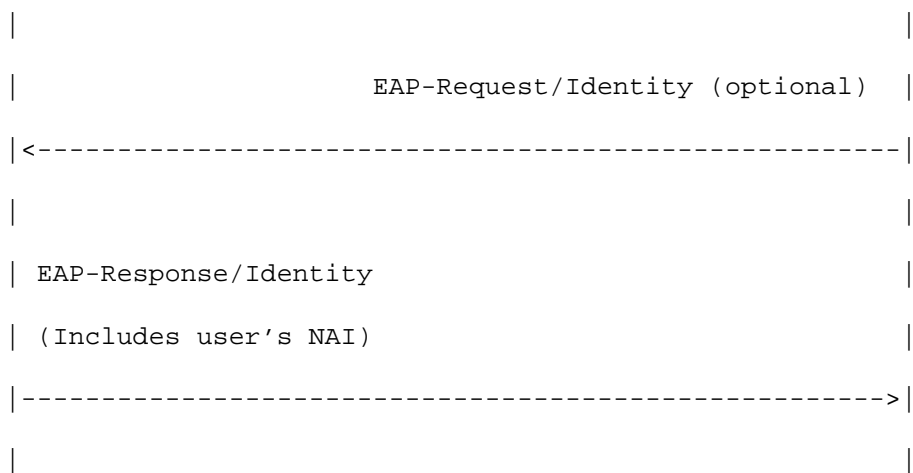 |                                                       |
|                      EAP-Request/Identity (optional)  |
|<------------------------------------------------------|
|                                                       |
| EAP-Response/Identity                                 |
| (Includes user's NAI)                                 |
|------------------------------------------------------>|
|                                                       |